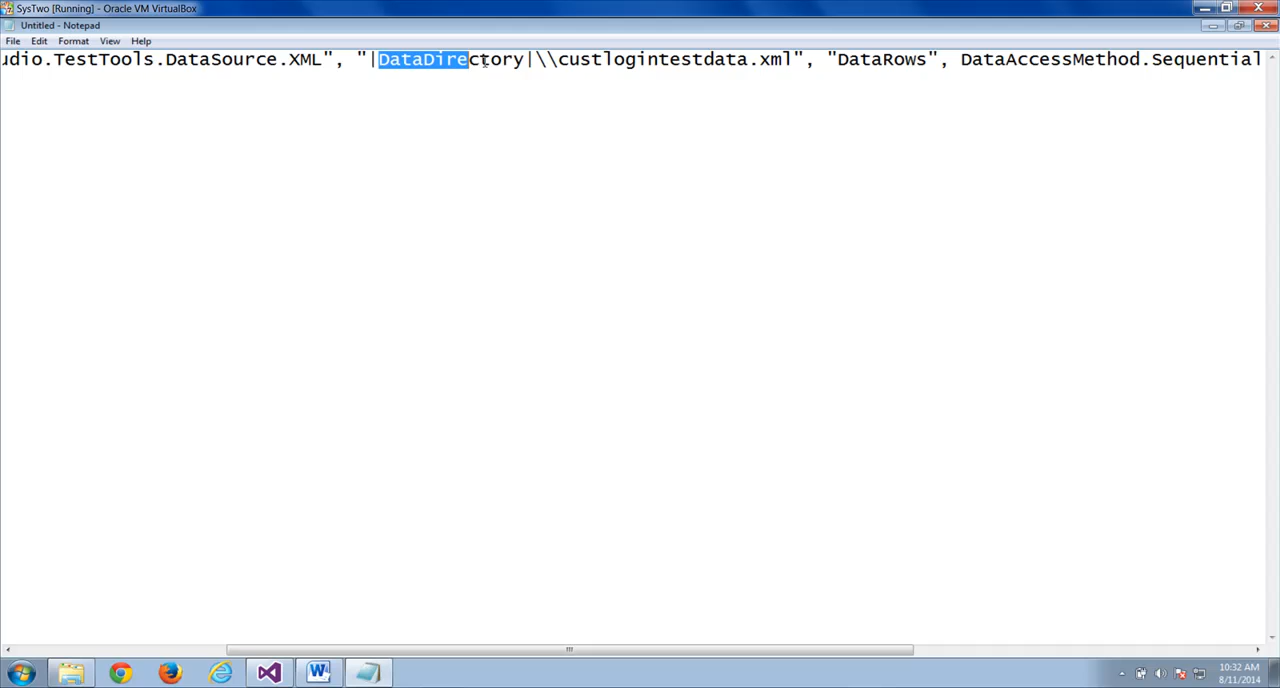 SysTwo [Running] - Oracle VM VirtualBox
Untitled - Notepad
File Edit Format View Help
udio.TestTools.DataSource.XML", "|DataDirectory|\\custlogintestdata.xml", "DataRows", DataAccessMethod.Sequential
10:32 AM
8/11/2014